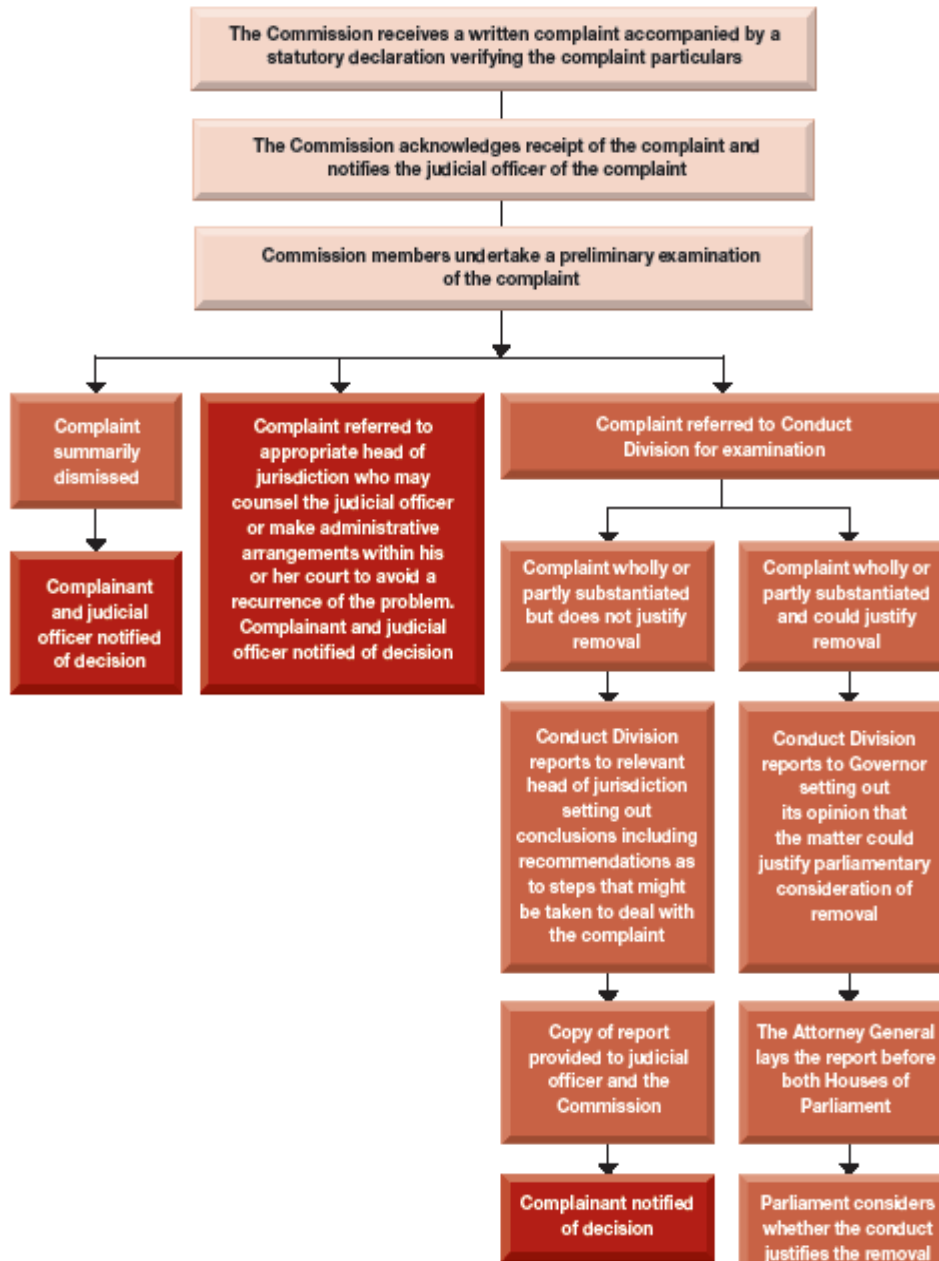 The Commission receives a written complaint accompanied by a
statutory declaration verifying the complaint particulars
The Commission acknowledges receipt of the complaint and
notifies the judicial officer of the complaint
Commission members undertake a preliminary examination
of the complaint
Complaint
summarily
dismissed
Complainant
and judicial
officer notified
of decision
Complaint referred to
appropriate head of
jurisdiction who may
counsel the judicial officer
or make administrative
arrangements within his
or her court to avoid a
recurrence of the problem.
Complainant and judicial
officer notified of decision
Complaint referred to Conduct
Division for examination
Complaint wholly or
partly substantiated
but does not justify
removal
Conduct Division
reports to relevant
head of jurisdiction
setting out
conclusions including
recommendations as
to steps that might
be taken to deal with
the complaint
Copy of report
provided to judicial
officer and the
Commission
Complainant notified
of decision
Complaint wholly or
partly substantiated
and could justify
removal
Conduct Division
reports to Governor
setting out
its opinion that
the matter could
justify parliamentary
consideration of
removal
The Attorney General
lays the report before
both Houses of
Parliament
Parliament considers
whether the conduct
justifies the removal